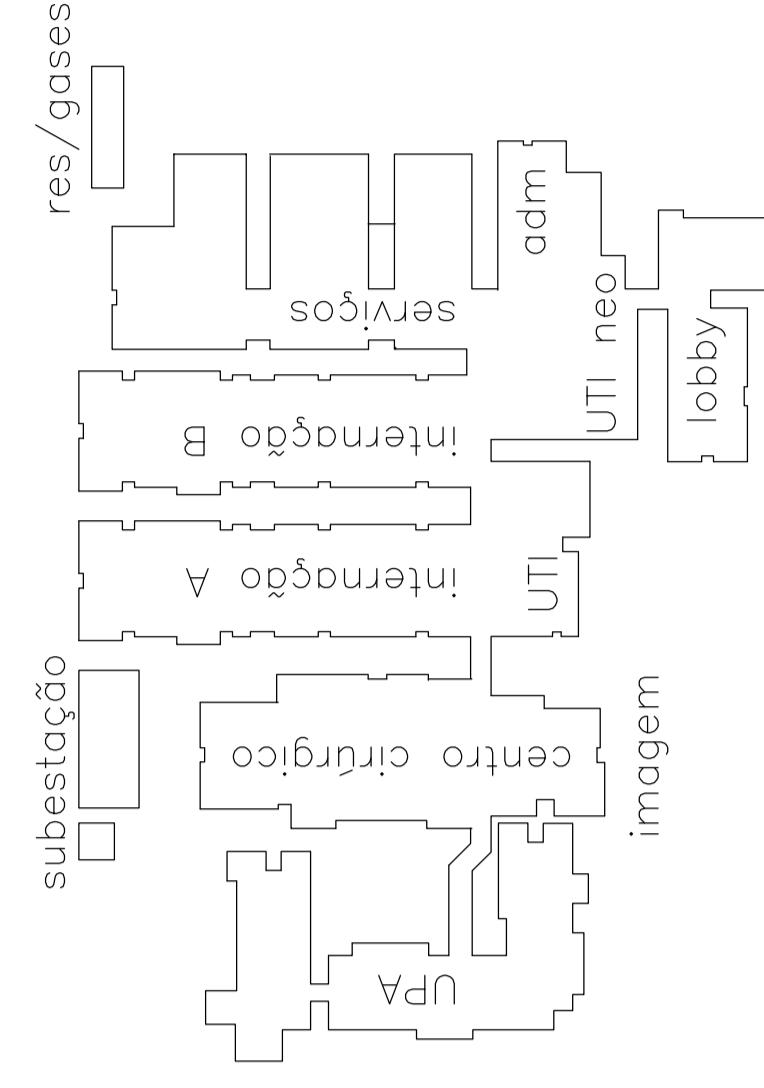 res/gases
adm
serviços
UTI neo
lobby
internação B
internação A
UTI
subestação
centro cirúrgico
imagem
UPA